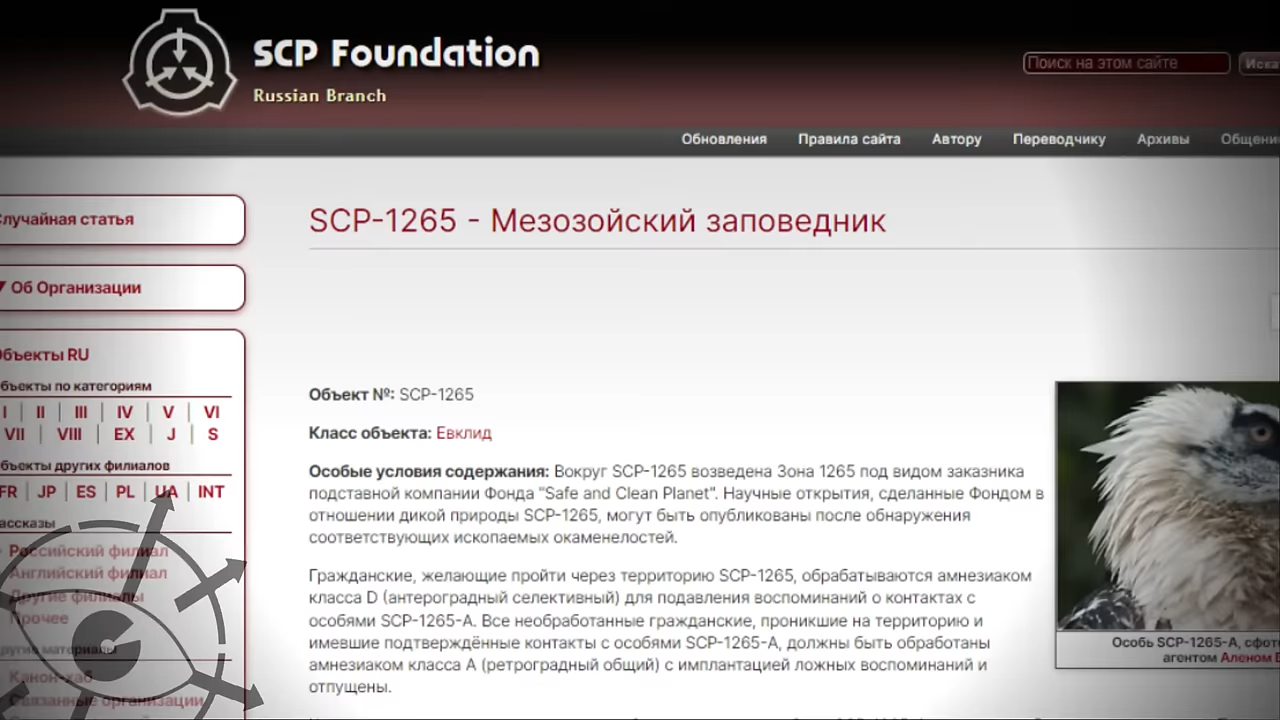 SCP Foundation
Russian Branch
Поиск на этом сайте
Обновления Правила сайта Автору Переводчику Архивы
статья
▼ Об Организации
SCP-1265 - Мезозойский заповедник
RU
по категориям
I | II | III | IV | V | VI
VII | VIII | EX | J | S
других филиалов
FR | JP | ES | PL | UA | INT
Российский филиал
Английский филиал
Другие филиалы
Прочее
материалы
Канон-хаб
Связанные организации
Объект №: SCP-1265
Класс объекта: Евклид
Особые условия содержания: Вокруг SCP-1265 возведена Зона 1265 под видом заказника
подставной компании Фонда "Safe and Clean Planet". Научные открытия, сделанные Фондом в
отношении дикой природы SCP-1265, могут быть опубликованы после обнаружения
соответствующих ископаемых окаменелостей.
Гражданские, желающие пройти через территорию SCP-1265, обрабатываются амнезиаком
класса D (антероградный селективный) для подавления воспоминаний о контактах с
особями SCP-1265-A. Все необработанные гражданские, проникшие на территорию и
имевшие подтверждённые контакты с особями SCP-1265-A, должны быть обработаны
амнезиаком класса A (ретроградный общий) с имплантацией ложных воспоминаний и
отпущены.
Особь SCP-1265-A,
агентом Аленом